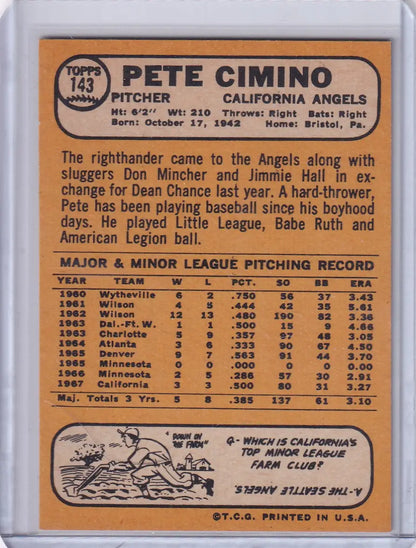 TOPPS
143
PETE CIMINO
PITCHER CALIFORNIA ANGELS
Ht: 6'2" Wt: 210 Throws: Right Bats: Right
Born: October 17, 1942 Home: Bristol, Pa.
The righthander came to the Angels along with
sluggers Don Mincher and Jimmie Hall in ex-
change for Dean Chance last year. A hard-thrower,
Pete has been playing baseball since his boyhood
days. He played Little League, Babe Ruth and
American Legion ball.
MAJOR & MINOR LEAGUE PITCHING RECORD
YEAR TEAM W L PCT. SO BB ERA
1960 Wytheville 6 2 .750 56 37 3.43
1961 Wilson 4 5 .444 42 35 5.61
1962 Wilson 12 13 .480 190 82 3.36
1963 Dal.-Ft. W. 1 1 .500 15 9 4.66
1963 Charlotte 5 9 .357 97 48 3.05
1964 Atlanta 3 6 .333 90 67 4.50
1965 Denver 9 7 .563 91 44 3.70
1965 Minnesota 0 0 .000 0 0 0.00
1966 Minnesota 2 5 .286 57 30 2.91
1967 California 3 3 .500 80 31 3.27
Maj. Totals 3 Yrs. 5 8 .385 137 61 3.10
"DOWN ON
THE FARM"
Q-WHICH IS CALIFORNIA'S
TOP MINOR LEAGUE
FARM CLUB?
A-THE SEATTLE ANGELS.
©T.C.G. PRINTED IN U.S.A.